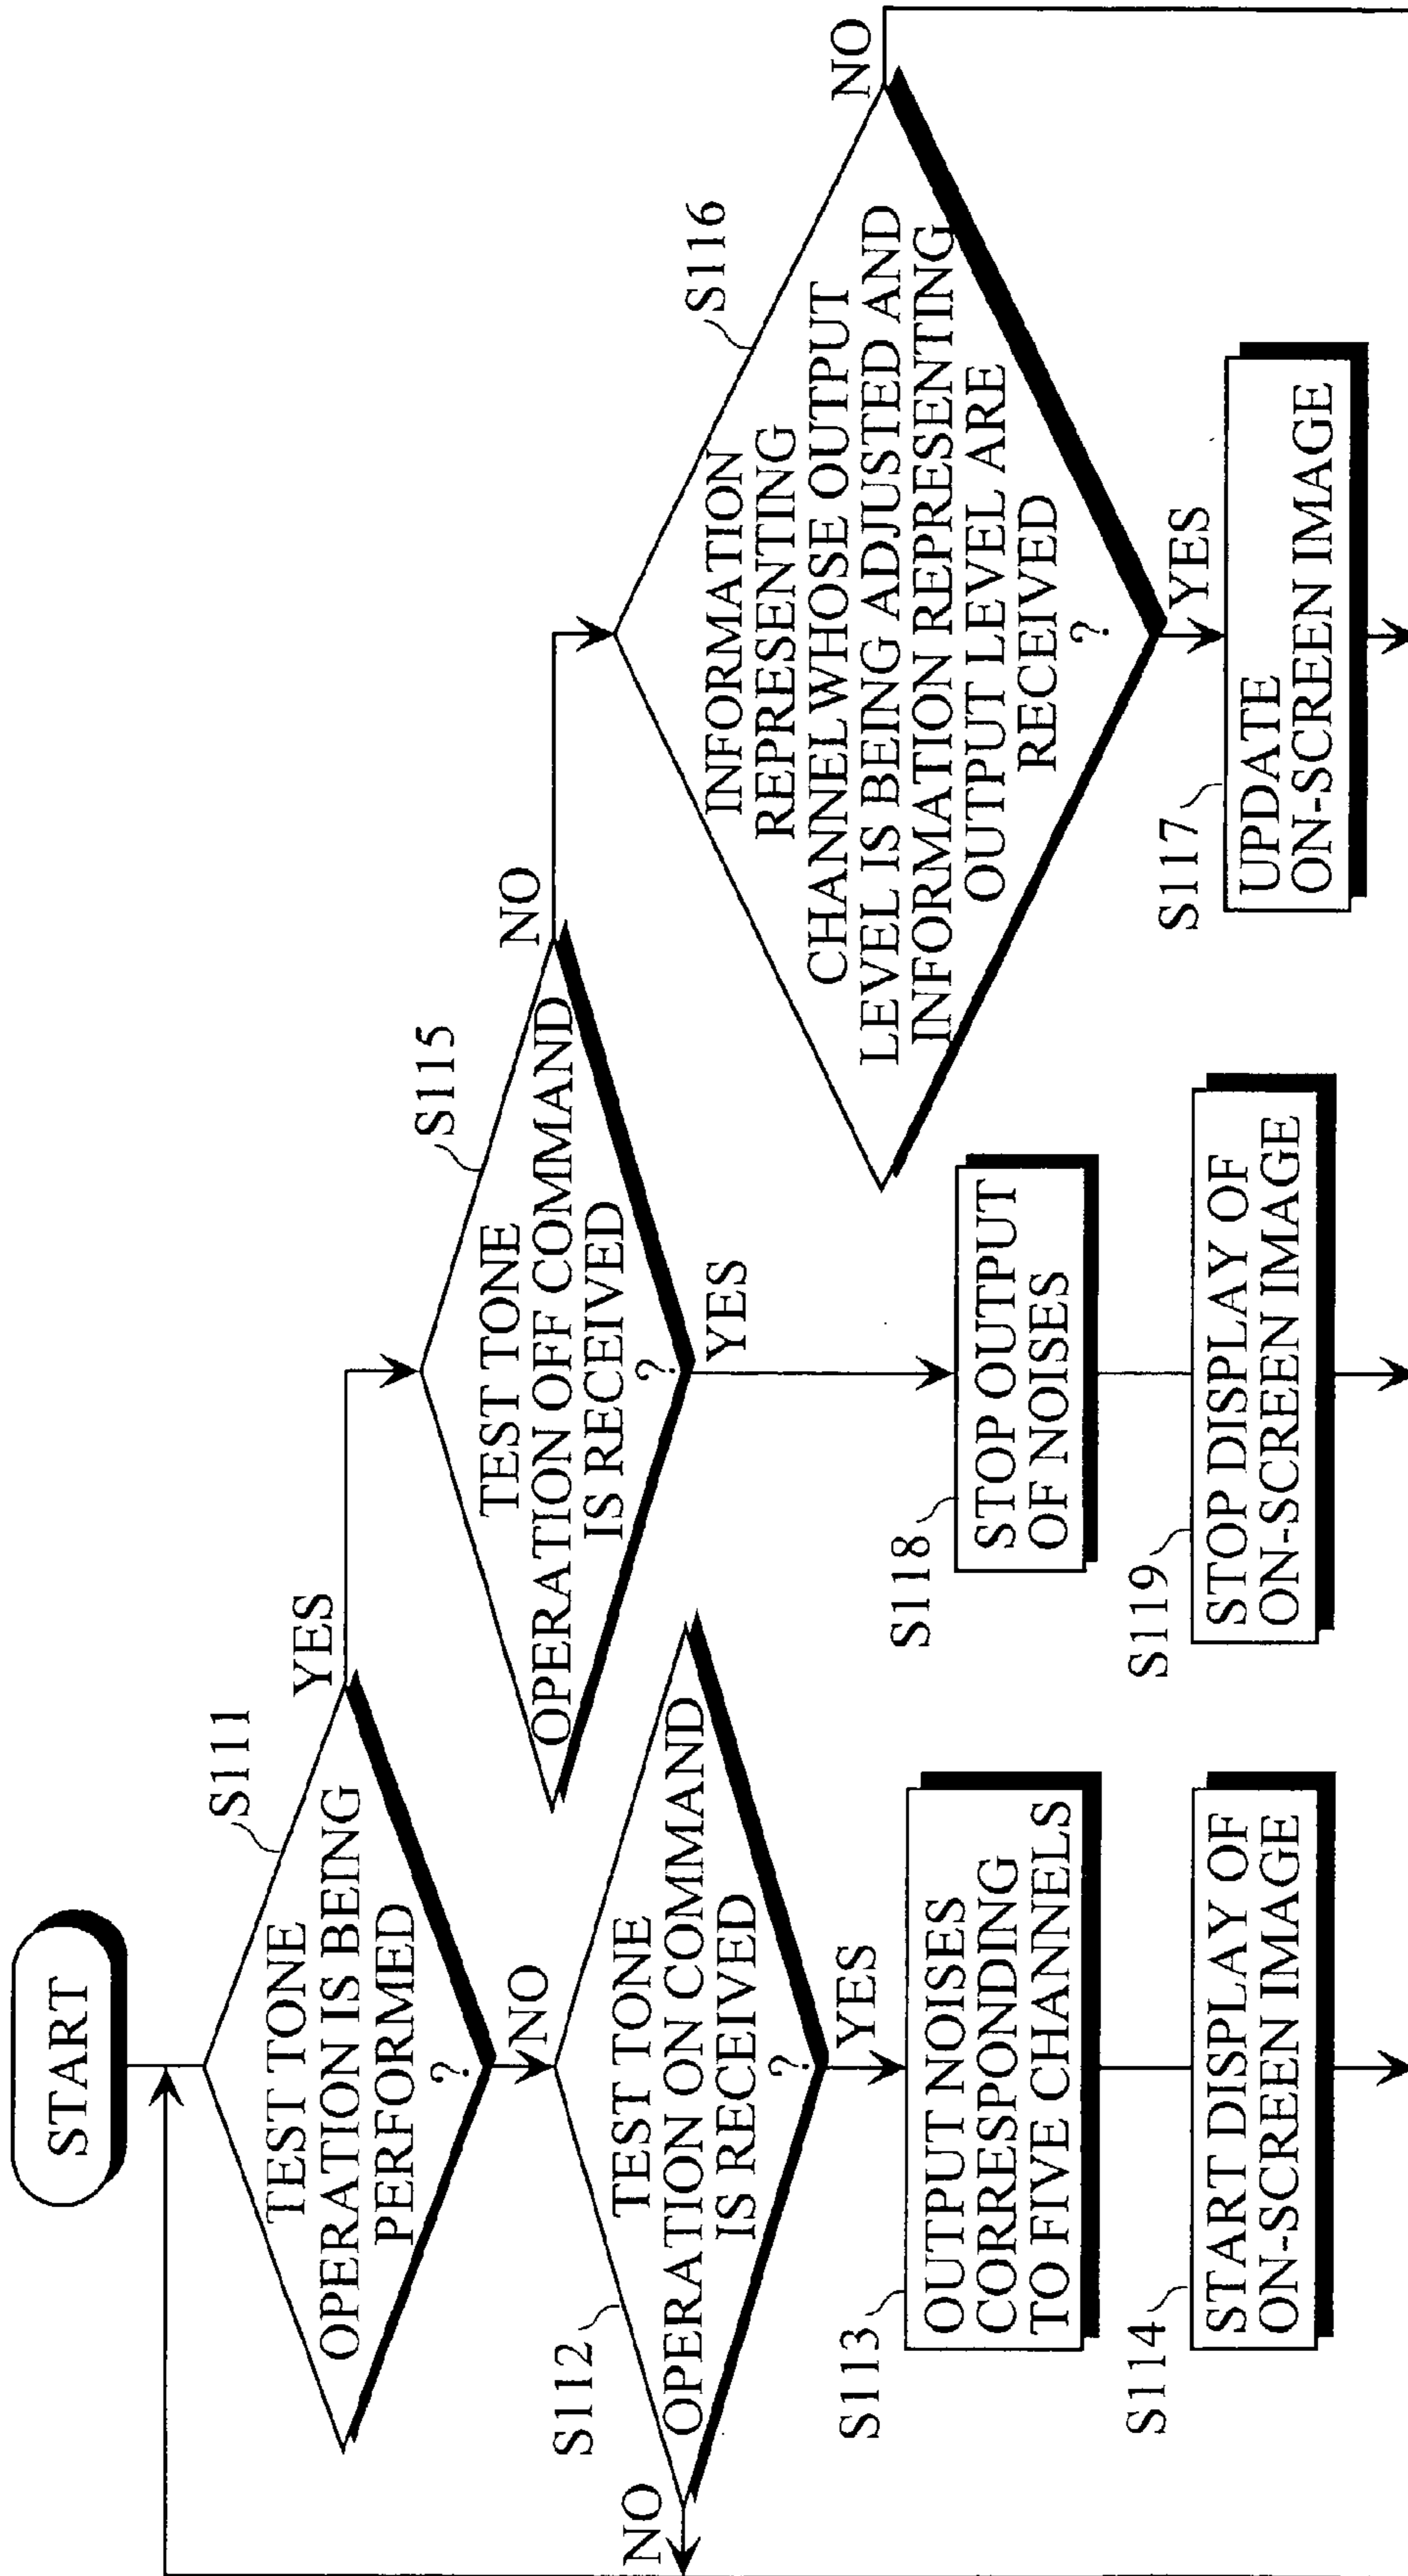 START
S111
TEST TONE
OPERATION IS BEING
PERFORMED
?
YES
NO
S112
TEST TONE
OPERATION ON COMMAND
IS RECEIVED
?
NO
YES
S113
OUTPUT NOISES
CORRESPONDING
TO FIVE CHANNELS
S114
START DISPLAY OF
ON-SCREEN IMAGE
S115
TEST TONE
OPERATION OFF COMMAND
IS RECEIVED
?
NO
YES
S118
STOP OUTPUT
OF NOISES
S119
STOP DISPLAY OF
ON-SCREEN IMAGE
S116
INFORMATION
REPRESENTING
CHANNEL WHOSE OUTPUT
LEVEL IS BEING ADJUSTED AND
INFORMATION REPRESENTING
OUTPUT LEVEL ARE
RECEIVED
?
NO
YES
S117
UPDATE
ON-SCREEN IMAGE